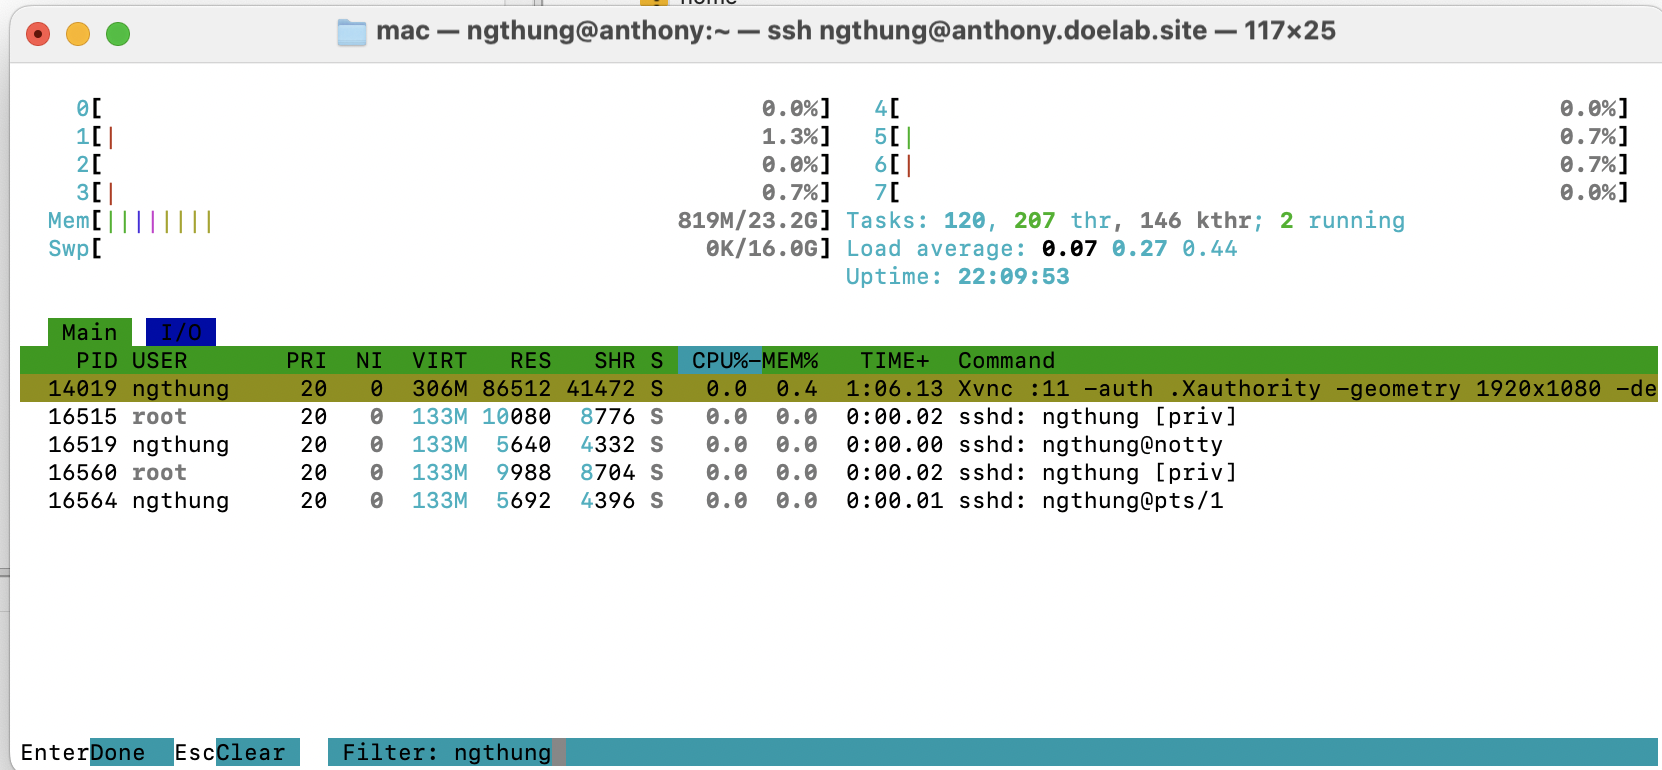 home
mac — ngthung@anthony:~ — ssh ngthung@anthony.doelab.site — 117×25
0[ 0.0%] 4[ 0.0%]
1[| 1.3%] 5[| 0.7%]
2[ 0.0%] 6[| 0.7%]
3[| 0.7%] 7[ 0.0%]
Mem[|||||||| 819M/23.2G] Tasks: 120, 207 thr, 146 kthr; 2 running
Swp[ 0K/16.0G] Load average: 0.07 0.27 0.44
Uptime: 22:09:53
Main I/O
PID USER PRI NI VIRT RES SHR S CPU%−MEM% TIME+ Command
14019 ngthung 20 0 306M 86512 41472 S 0.0 0.4 1:06.13 Xvnc :11 −auth .Xauthority −geometry 1920x1080 −de
16515 root 20 0 133M 10080 8776 S 0.0 0.0 0:00.02 sshd: ngthung [priv]
16519 ngthung 20 0 133M 5640 4332 S 0.0 0.0 0:00.00 sshd: ngthung@notty
16560 root 20 0 133M 9988 8704 S 0.0 0.0 0:00.02 sshd: ngthung [priv]
16564 ngthung 20 0 133M 5692 4396 S 0.0 0.0 0:00.01 sshd: ngthung@pts/1
EnterDone EscClear Filter: ngthung